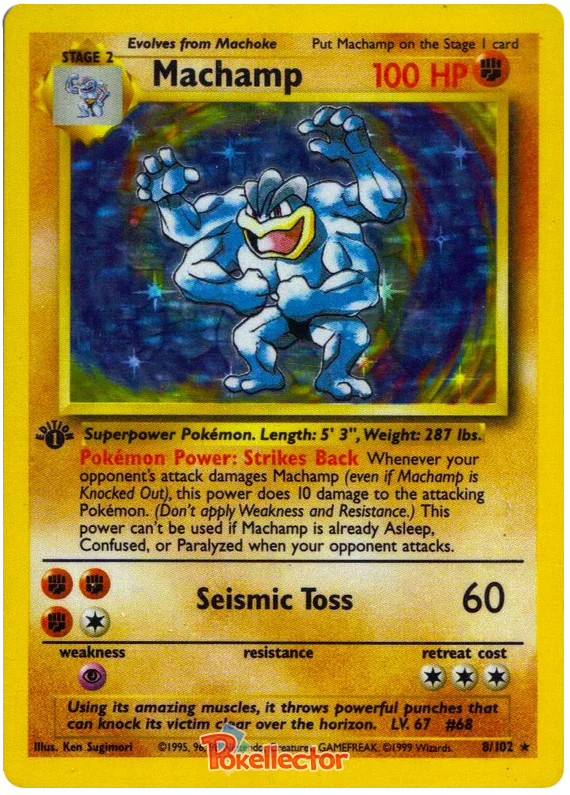 Evolves from Machoke Put Machamp on the Stage 1 card
STAGE 2
Machamp 100 HP
EDITION
1
Superpower Pokémon. Length: 5' 3", Weight: 287 lbs.
Pokémon Power: Strikes Back Whenever your
opponent's attack damages Machamp (even if Machamp is
Knocked Out), this power does 10 damage to the attacking
Pokémon. (Don't apply Weakness and Resistance.) This
power can't be used if Machamp is already Asleep,
Confused, or Paralyzed when your opponent attacks.
Seismic Toss 60
weakness resistance retreat cost
Using its amazing muscles, it throws powerful punches that
can knock its victim clear over the horizon. LV. 67 #68
Illus. Ken Sugimori ©1995, 96, Nintendo, Creatures, GAMEFREAK. ©1999 Wizards. 8/102 ★
Pokellector